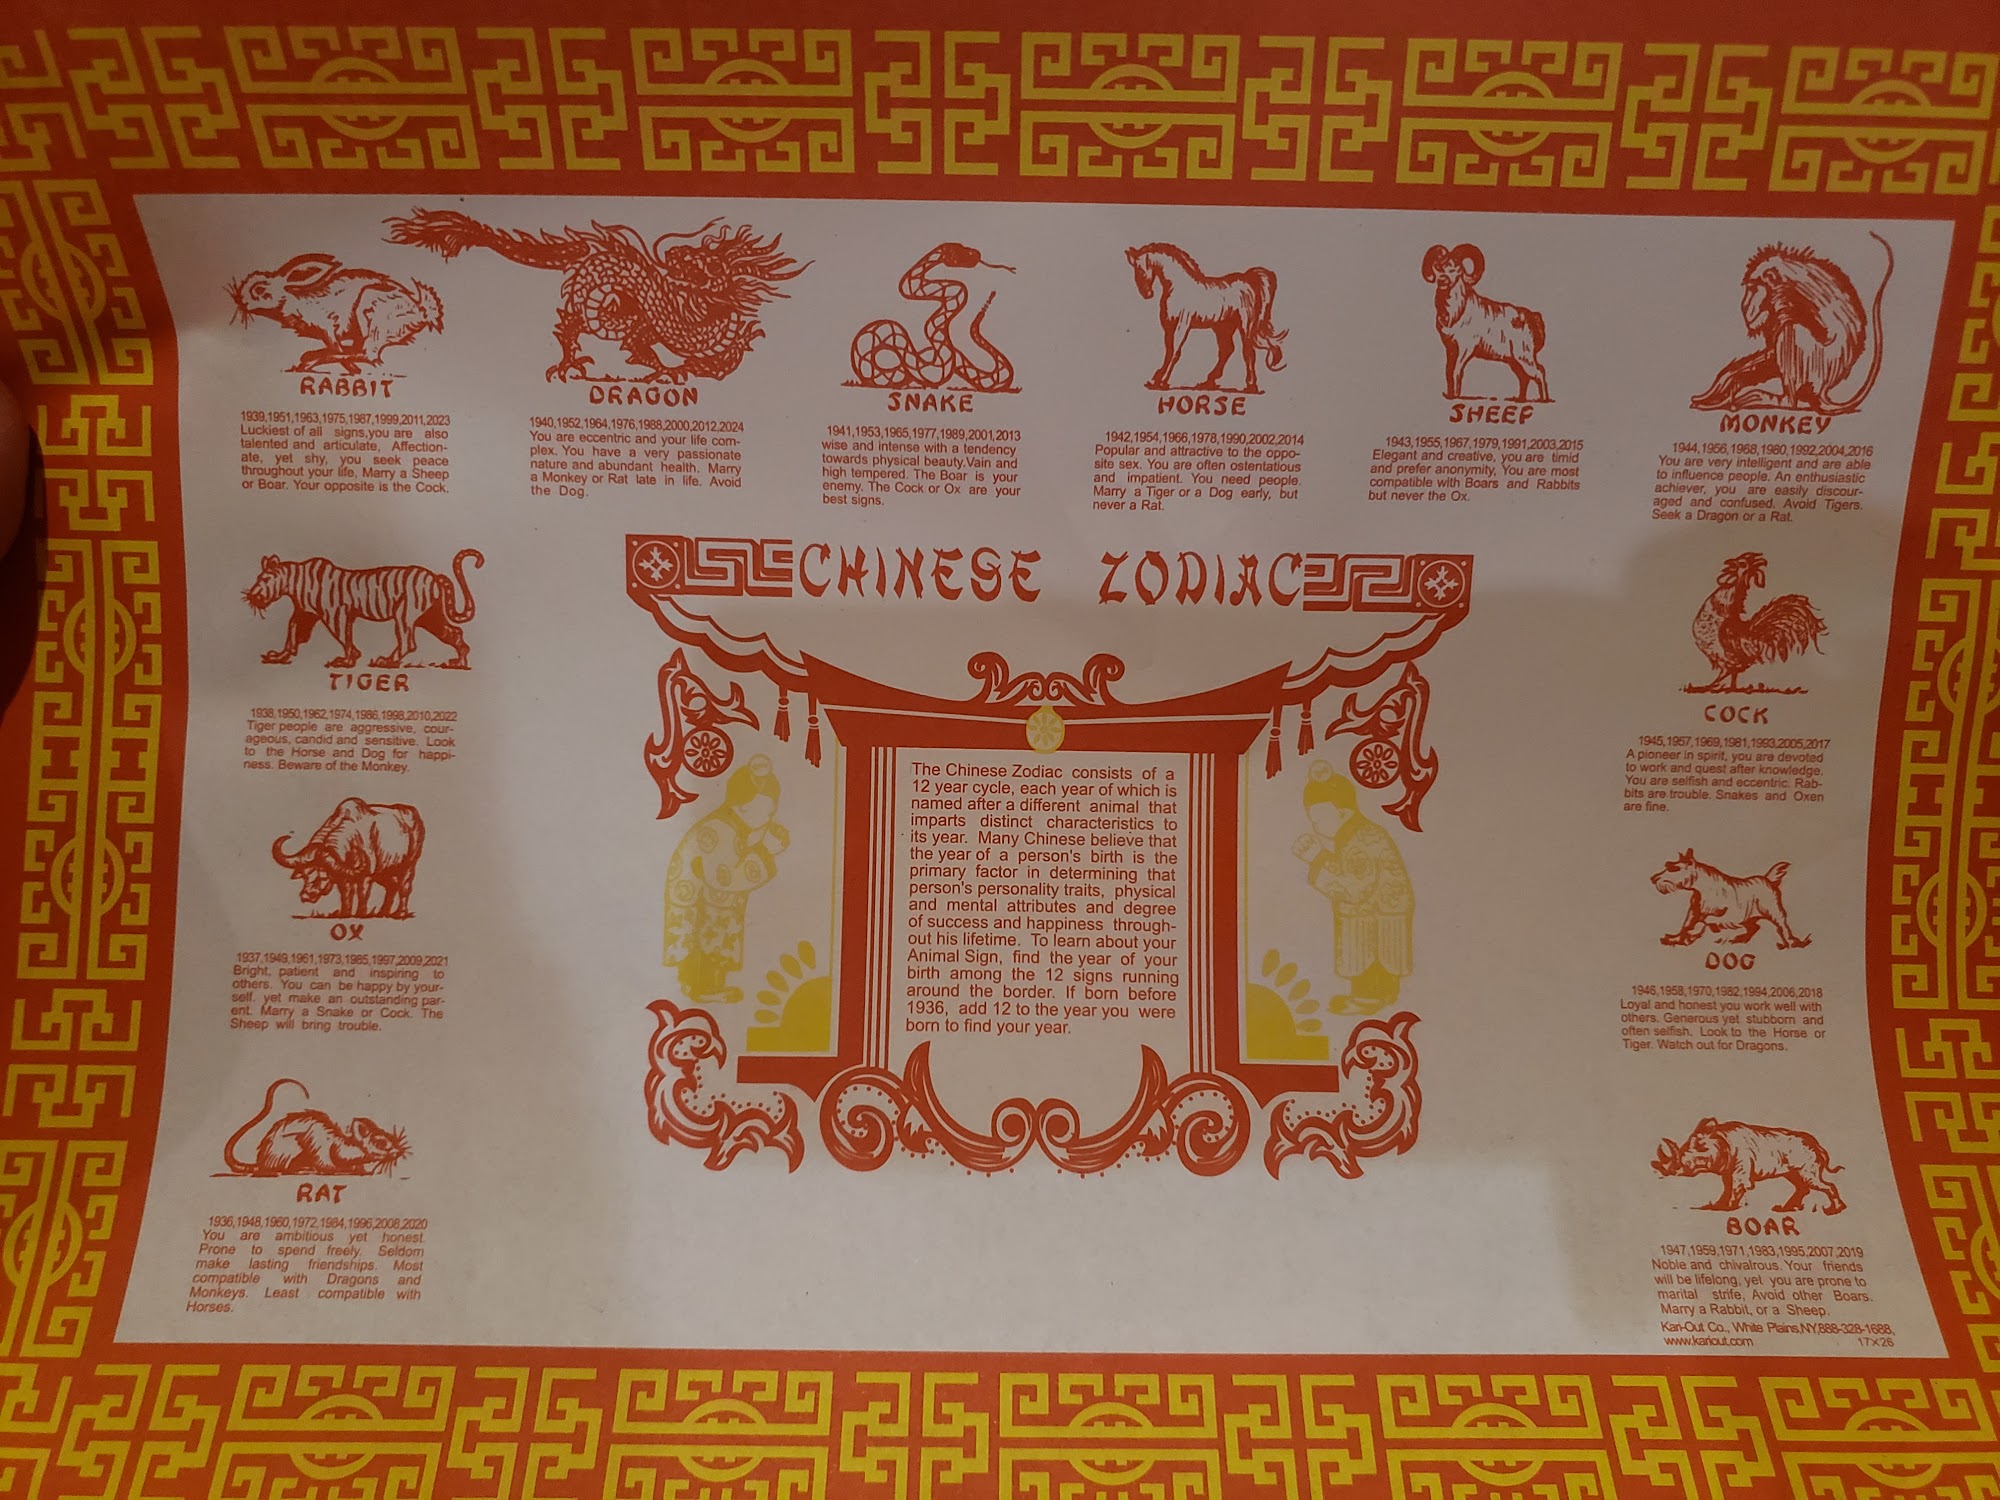 RABBIT
1939,1951,1963,1975,1987,1999,2011,2023
Luckiest of all signs,you are also
talented and articulate, Affection-
ate, yet shy, you seek peace
throughout your life, Marry a Sheep
or Boar. Your opposite is the Cock.
DRAGON
1940,1952,1964,1976,1988,2000,2012,2024
You are eccentric and your life com-
plex. You have a very passionate
nature and abundant health. Marry
a Monkey or Rat late in life. Avoid
the Dog.
SNAKE
1941,1953,1965,1977,1989,2001,2013
wise and intense with a tendency
towards physical beauty.Vain and
high tempered. The Boar is your
enemy. The Cock or Ox are your
best signs.
HORSE
1942,1954,1966,1978,1990,2002,2014
Popular and attractive to the oppo-
site sex. You are often ostentatious
and impatient. You need people.
Marry a Tiger or a Dog early, but
never a Rat.
SHEEP
1943,1955,1967,1979,1991,2003,2015
Elegant and creative, you are timid
and prefer anonymity, You are most
compatible with Boars and Rabbits
but never the Ox.
MONKEY
1944,1956,1968,1980,1992,2004,2016
You are very intelligent and are able
to influence people. An enthusiastic
achiever, you are easily discour-
aged and confused. Avoid Tigers.
Seek a Dragon or a Rat.
CHINESE ZODIAC
TIGER
1938,1950,1962,1974,1986,1998,2010,2022
Tiger people are aggressive, cour-
ageous, candid and sensitive. Look
to the Horse and Dog for happi-
ness. Beware of the Monkey.
COCK
1945,1957,1969,1981,1993,2005,2017
A pioneer in spirit, you are devoted
to work and quest after knowledge.
You are selfish and eccentric. Rab-
bits are trouble. Snakes and Oxen
are fine.
The Chinese Zodiac consists of a
12 year cycle, each year of which is
named after a different animal that
imparts distinct characteristics to
its year. Many Chinese believe that
the year of a person's birth is the
primary factor in determining that
person's personality traits, physical
and mental attributes and degree
of success and happiness through-
out his lifetime. To learn about your
Animal Sign, find the year of your
birth among the 12 signs running
around the border. If born before
1936, add 12 to the year you were
born to find your year.
OX
1937,1949,1961,1973,1985,1997,2009,2021
Bright, patient and inspiring to
others. You can be happy by your-
self, yet make an outstanding par-
ent. Marry a Snake or Cock. The
Sheep will bring trouble.
DOG
1946,1958,1970,1982,1994,2006,2018
Loyal and honest you work well with
others. Generous yet stubborn and
often selfish. Look to the Horse or
Tiger. Watch out for Dragons.
RAT
1936,1948,1960,1972,1984,1996,2008,2020
You are ambitious yet honest.
Prone to spend freely. Seldom
make lasting friendships. Most
compatible with Dragons and
Monkeys. Least compatible with
Horses.
BOAR
1947,1959,1971,1983,1995,2007,2019
Noble and chivalrous. Your friends
will be lifelong, yet you are prone to
marital strife, Avoid other Boars.
Marry a Rabbit, or a Sheep.
Kari-Out Co., White Plains,NY,888-328-1688,
www.kariout.com 17X26